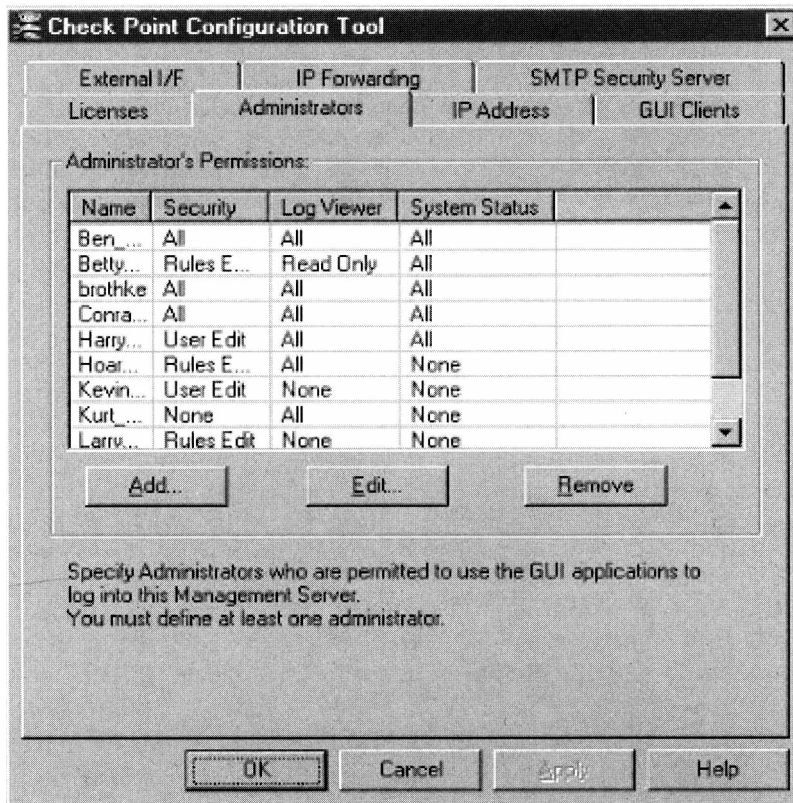 Check Point Configuration Tool
External I/F IP Forwarding SMTP Security Server
Licenses Administrators IP Address GUI Clients
Administrator's Permissions:
Name Security Log Viewer System Status
Ben_... All All All
Betty... Rules E... Read Only All
brothke All All All
Conra... All All All
Harry... User Edit All All
Hoar... Rules E... All None
Kevin... User Edit None None
Kurt_... None All None
Larry... Rules Edit None None
Add... Edit... Remove
Specify Administrators who are permitted to use the GUI applications to
log into this Management Server.
You must define at least one administrator.
OK Cancel Apply Help